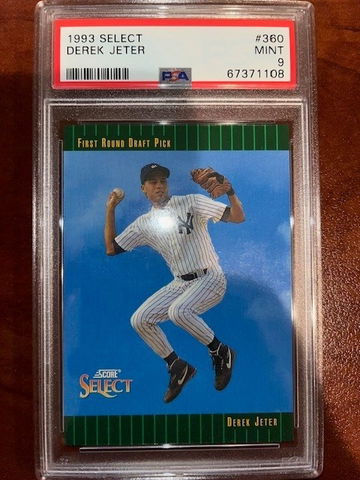 1993 SELECT #360
DEREK JETER MINT
9
PSA 67371108
FIRST ROUND DRAFT PICK
NY
SCORE
SELECT
DEREK JETER